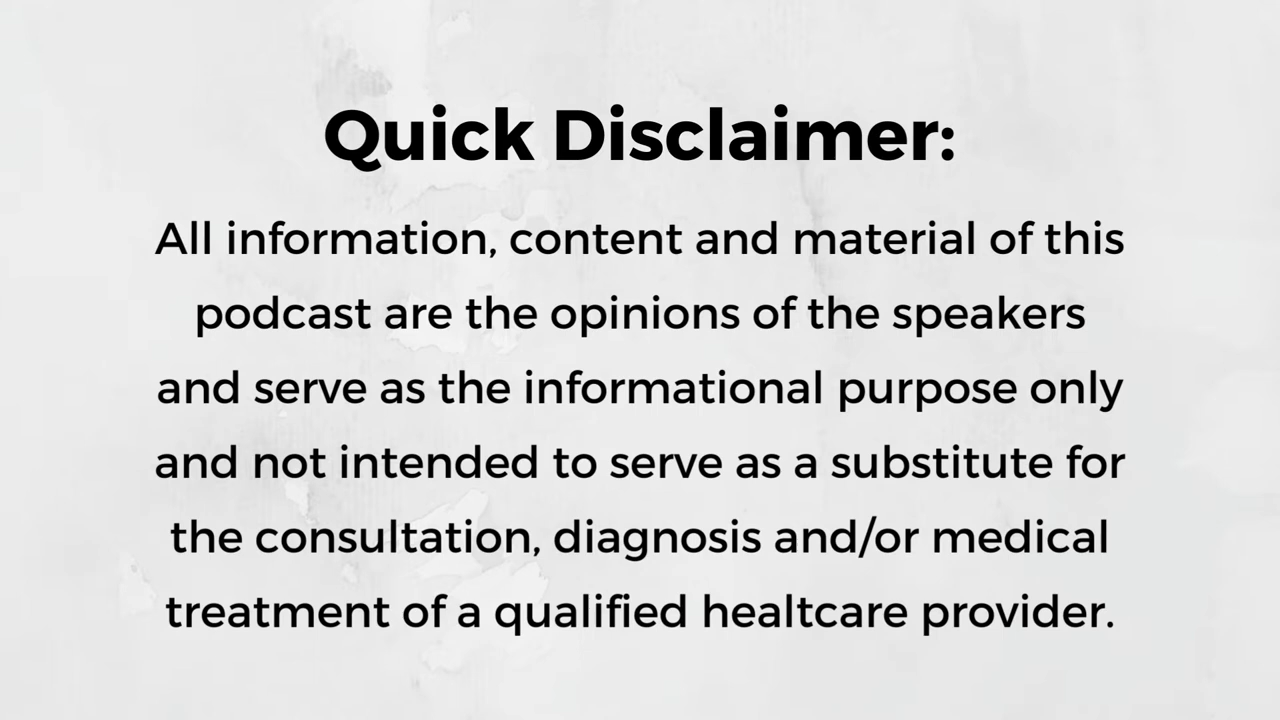 Quick Disclaimer:
All information, content and material of this
podcast are the opinions of the speakers
and serve as the informational purpose only
and not intended to serve as a substitute for
the consultation, diagnosis and/or medical
treatment of a qualified healtcare provider.